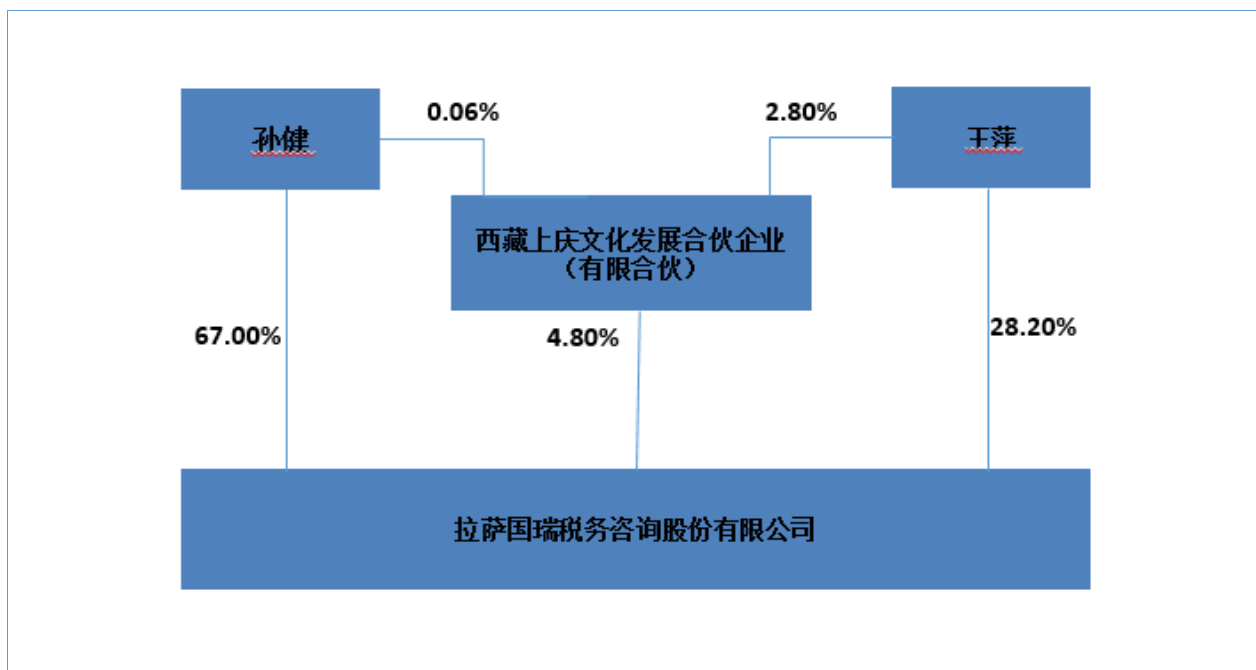 孙健
0.06%
2.80%
王萍
西藏上庆文化发展合伙企业
（有限合伙）
67.00%
4.80%
28.20%
拉萨国瑞税务咨询股份有限公司